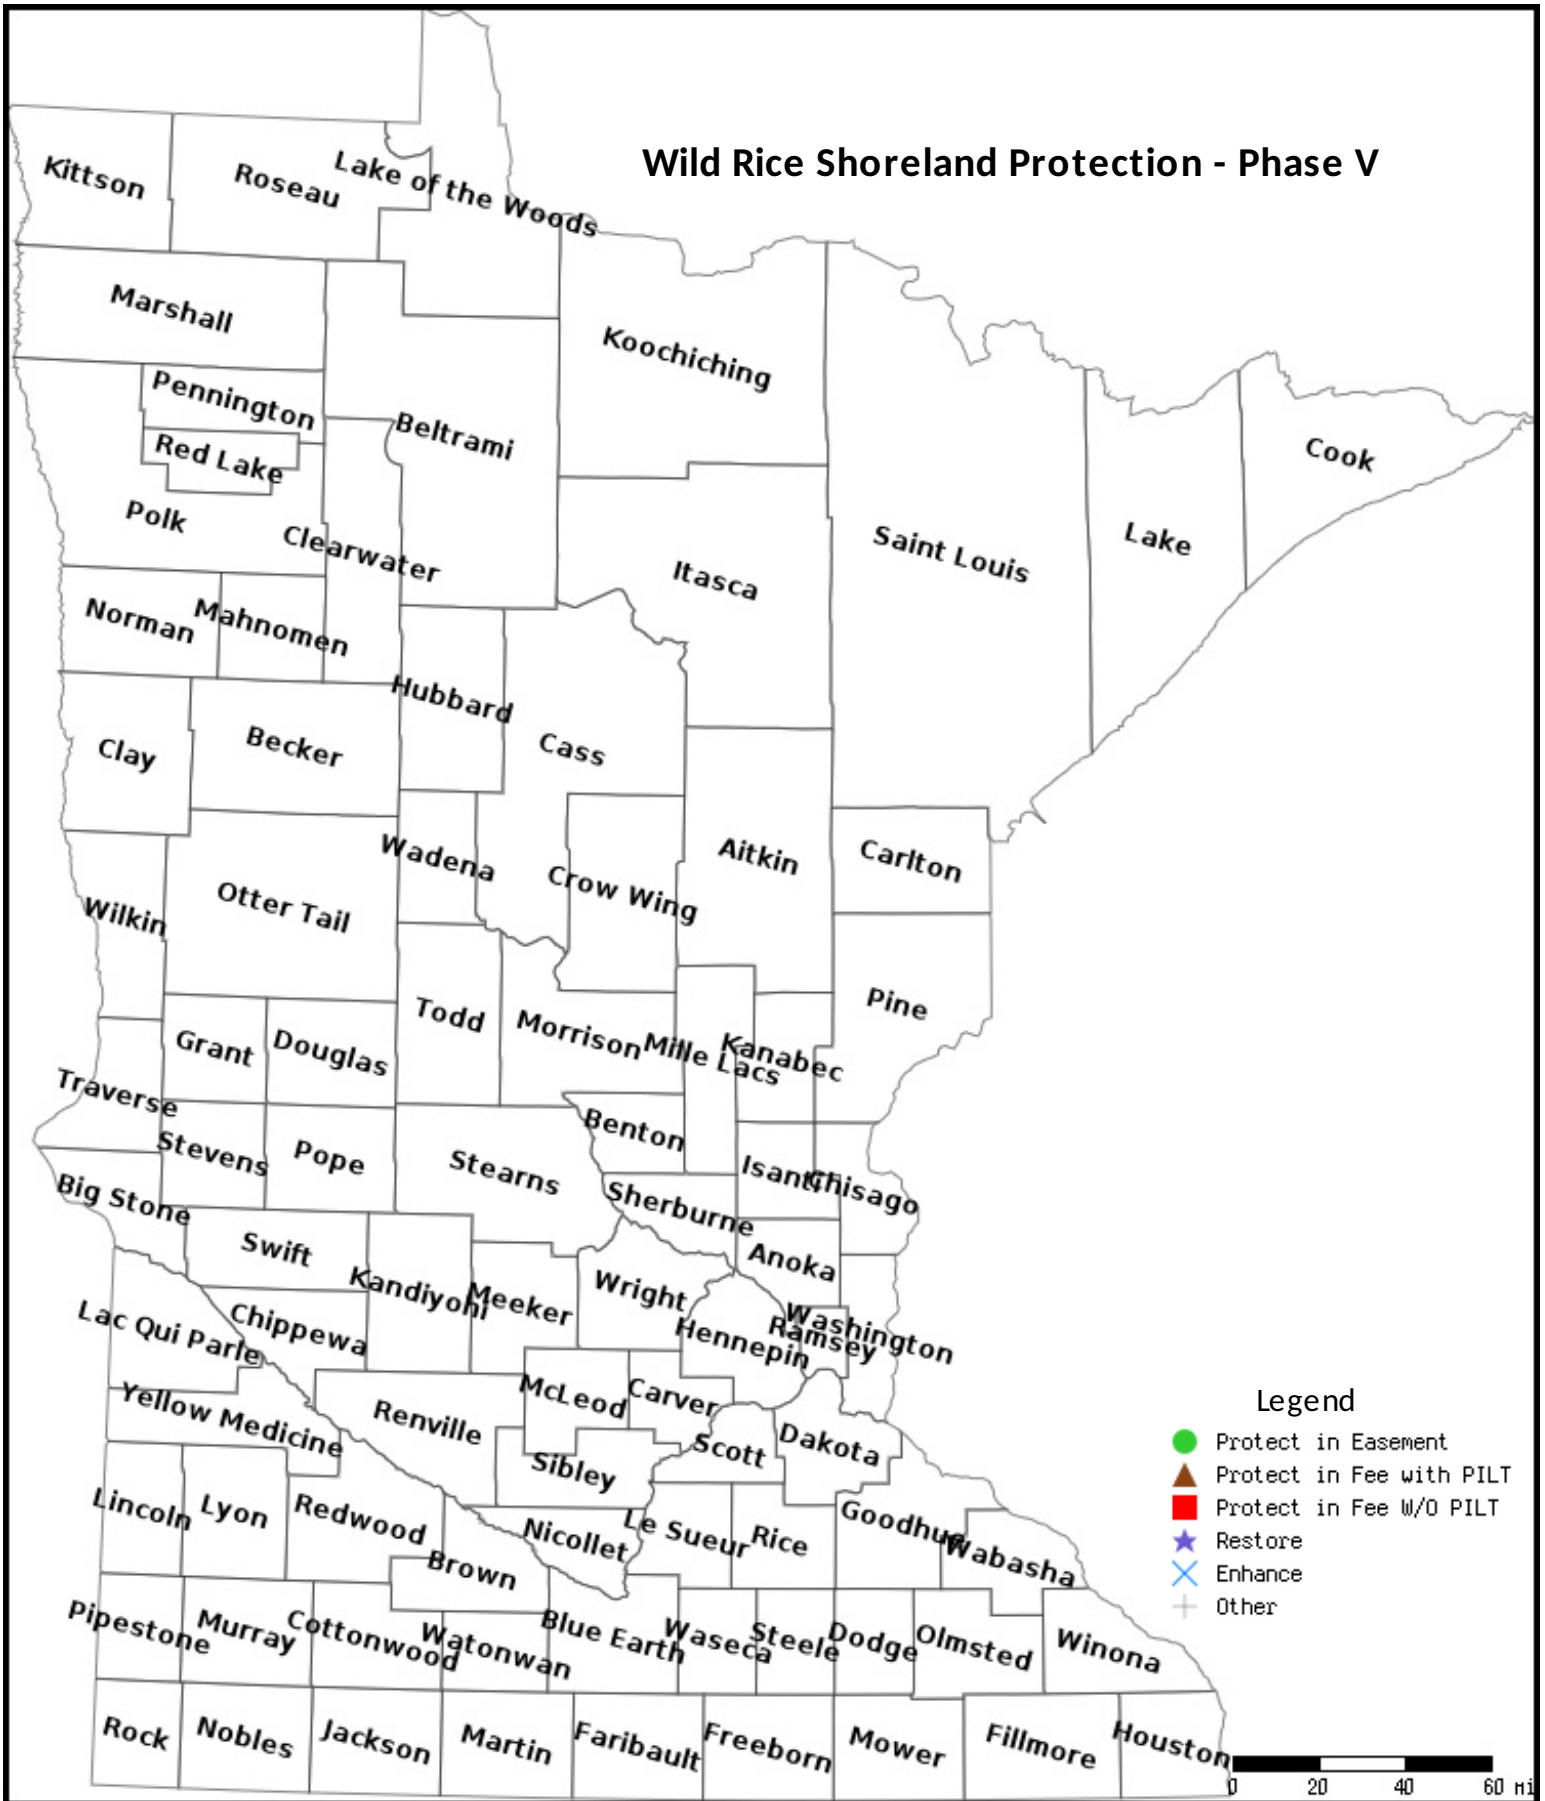 Wild Rice Shoreland Protection - Phase V
Kittson
Roseau
Lake of the Woods
Marshall
Koochiching
Pennington
Beltrami
Red Lake
Cook
Polk
Clearwater
Saint Louis
Lake
Itasca
Norman
Mahnomen
Hubbard
Clay
Becker
Cass
Wadena
Aitkin
Carlton
Crow Wing
Otter Tail
Wilkin
Pine
Todd
Morrison
Mille Lacs
Kanabec
Grant
Douglas
Traverse
Benton
Stevens
Pope
Stearns
Isanti
Chisago
Big Stone
Sherburne
Swift
Anoka
Kandiyohi
Meeker
Wright
Lac Qui Parle
Chippewa
Hennepin
Ramsey
Washington
Yellow Medicine
Renville
McLeod
Carver
Scott
Dakota
Sibley
Lincoln
Lyon
Redwood
Nicollet
Le Sueur
Rice
Goodhue
Wabasha
Brown
Pipestone
Murray
Cottonwood
Watonwan
Blue Earth
Waseca
Steele
Dodge
Olmsted
Winona
Rock
Nobles
Jackson
Martin
Faribault
Freeborn
Mower
Fillmore
Houston
Legend
Protect in Easement
Protect in Fee with PILT
Protect in Fee W/O PILT
Restore
Enhance
Other
0 20 40 60 mi